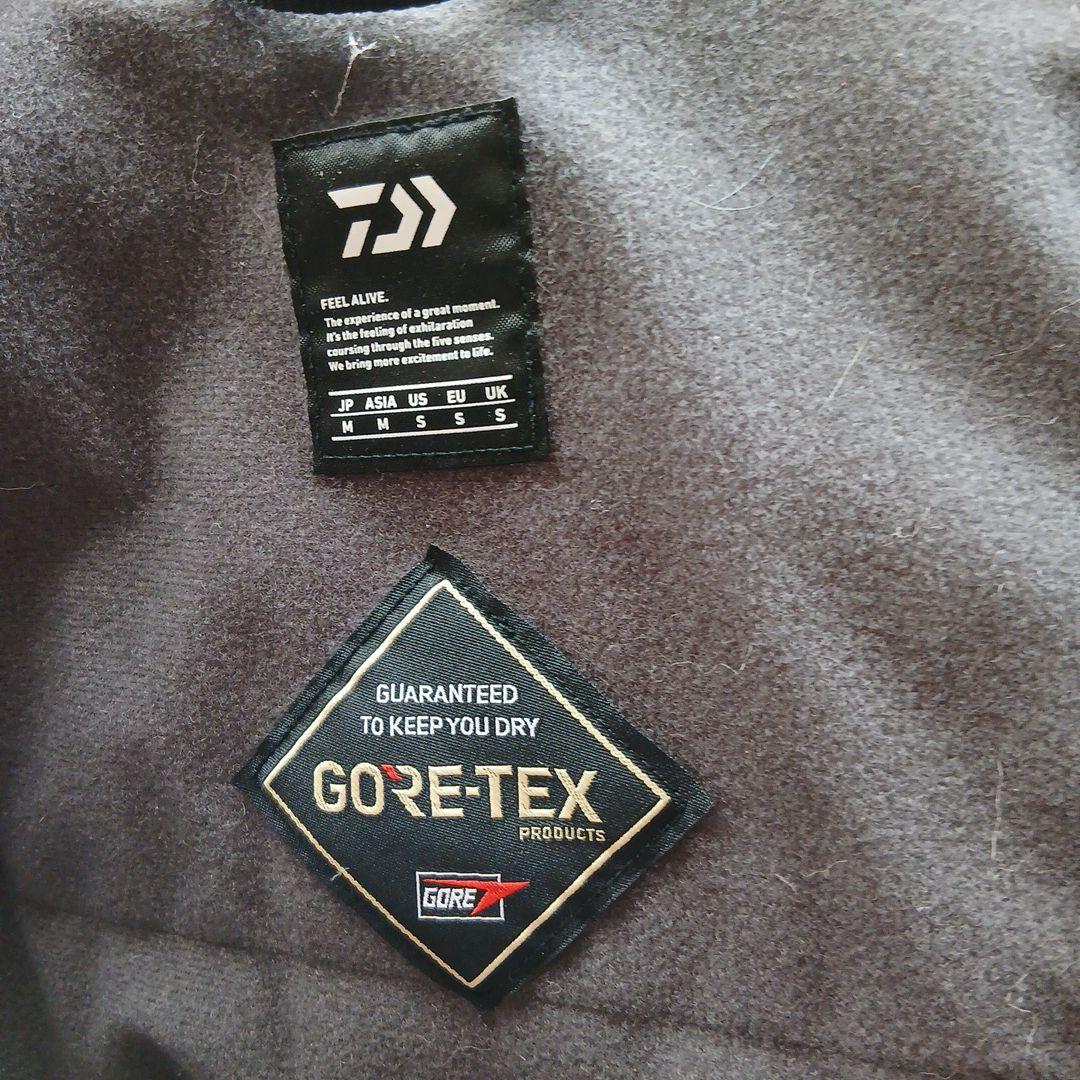 FEEL ALIVE.
The experience of a great moment.
It's the feeling of exhilaration
coursing through the five senses.
We bring more excitement to life.
JP ASIA US EU UK
M M S S S
GUARANTEED
TO KEEP YOU DRY
GORE-TEX
PRODUCTS
GORE